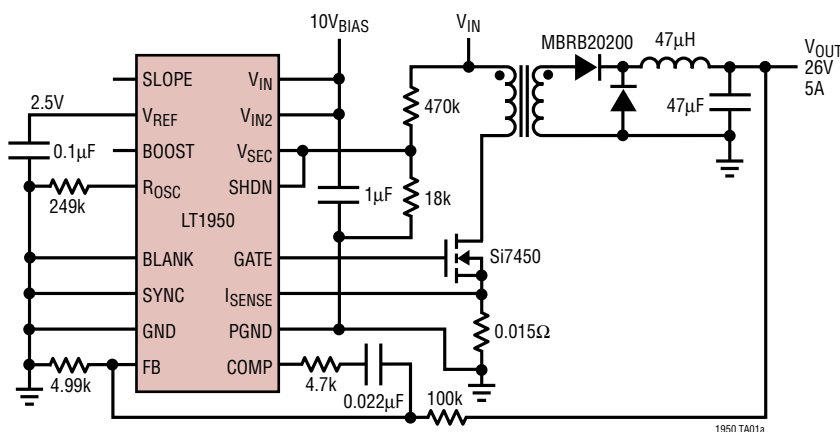 10VBIAS
VIN
MBRB20200
47µH
VOUT
26V
5A
SLOPE
VIN
2.5V
470k
VREF
VIN2
47µF
0.1µF
BOOST
VSEC
ROSC
SHDN
1µF
18k
249k
LT1950
BLANK
GATE
Si7450
SYNC
ISENSE
GND
PGND
0.015Ω
FB
COMP
4.99k
4.7k
0.022µF
100k
1950 TA01a